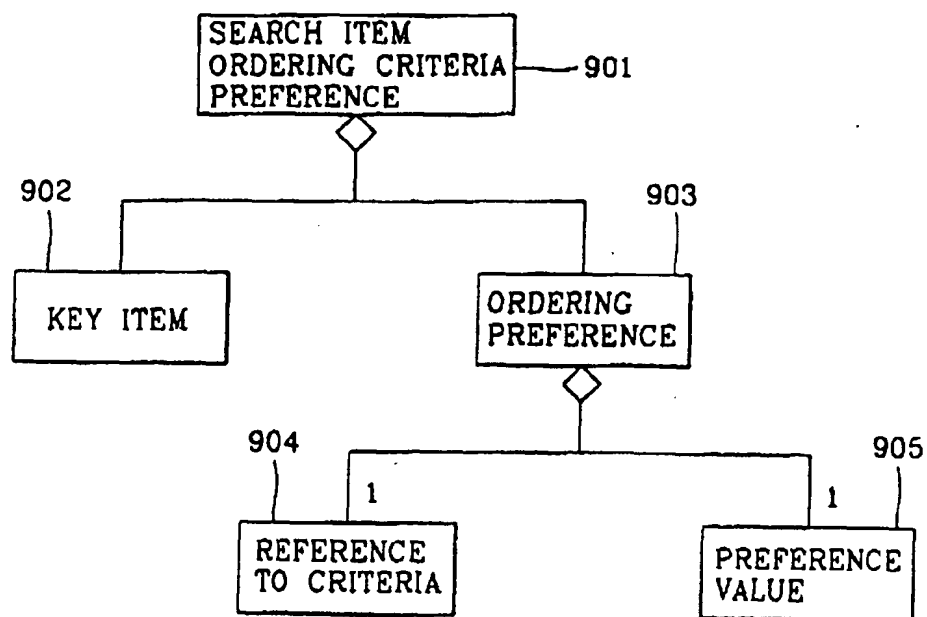 SEARCH ITEM
ORDERING CRITERIA
PREFERENCE
901
902
903
KEY ITEM
ORDERING
PREFERENCE
904
905
1
1
REFERENCE
TO CRITERIA
PREFERENCE
VALUE